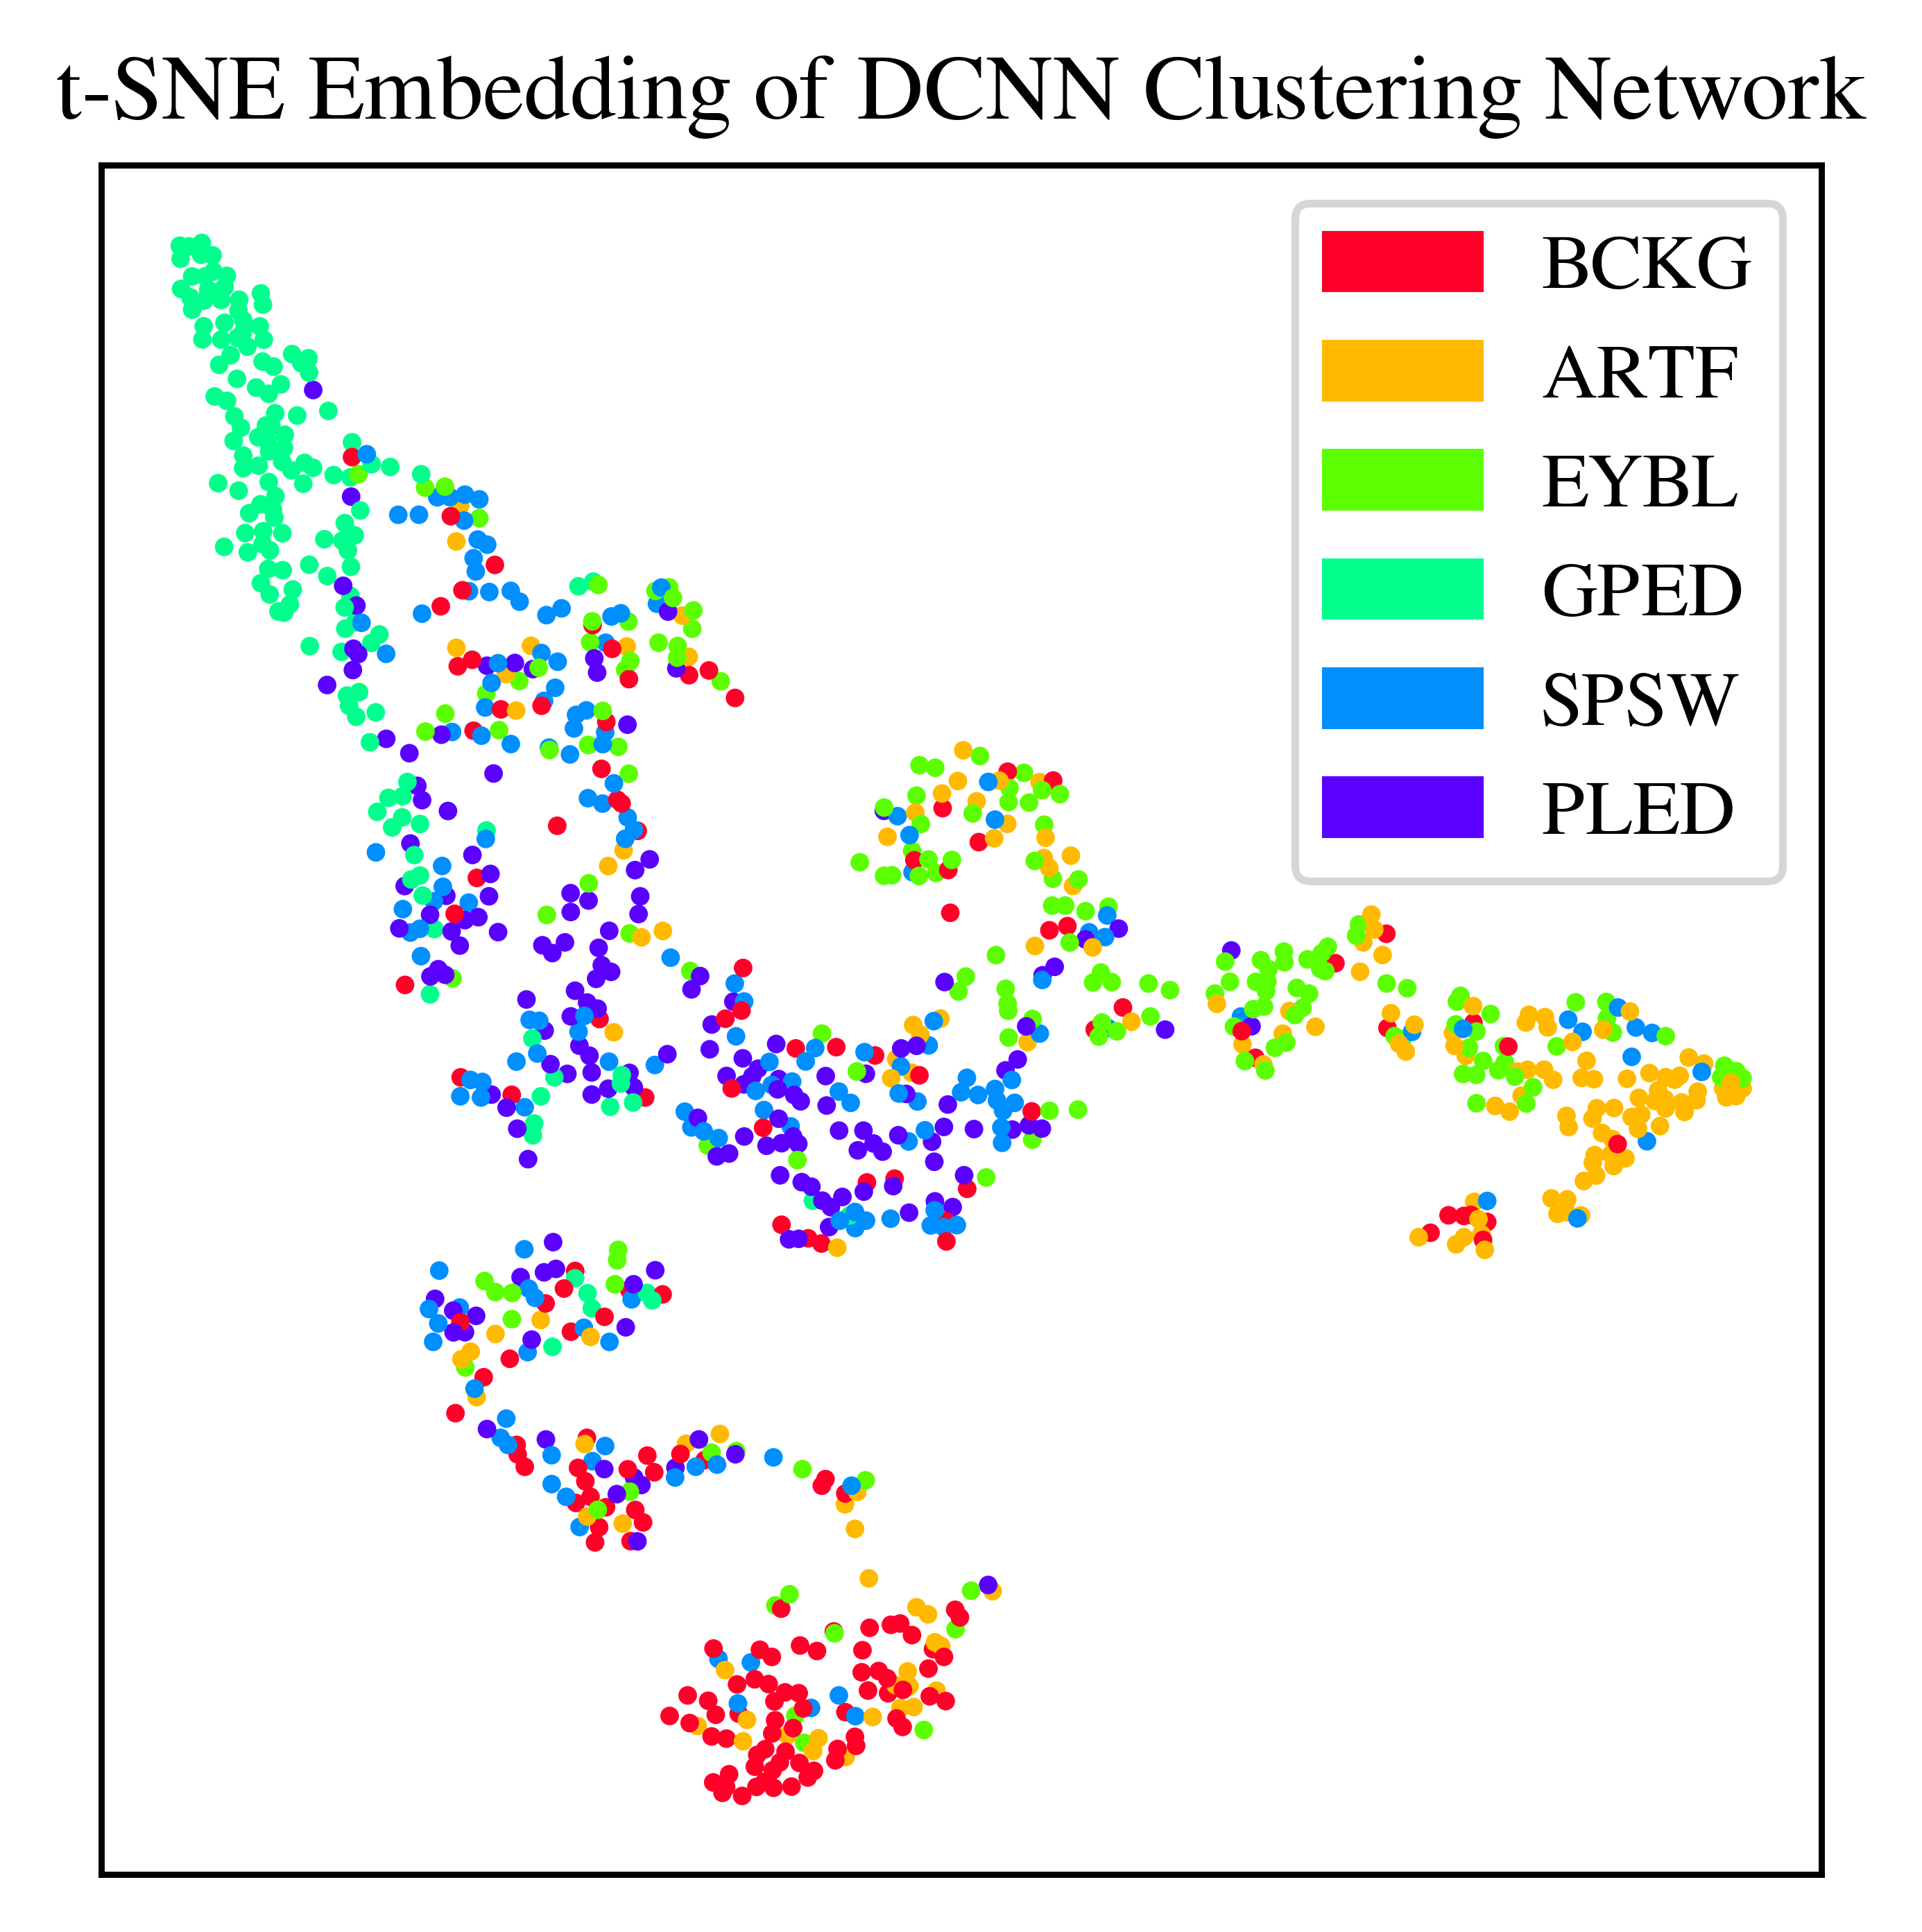 t-SNE Embedding of DCNN Clustering Network
BCKG
ARTF
EYBL
GPED
SPSW
PLED